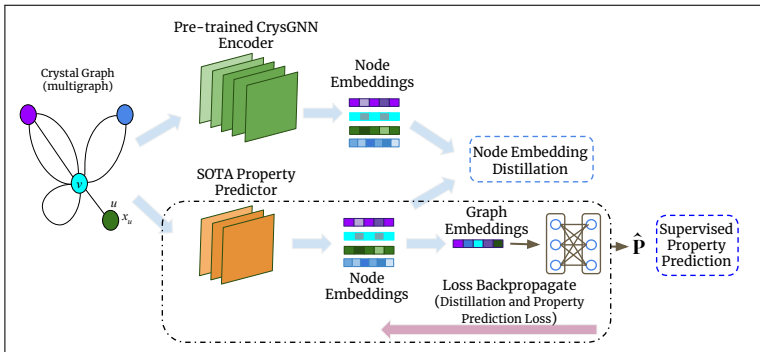 Pre-trained CrysGNN
Encoder
Crystal Graph
(multigraph)
Node
Embeddings
v
u
x_u
SOTA Property
Predictor
Node Embedding
Distillation
Graph
Embeddings
Node
Embeddings
P̂
Supervised
Property
Prediction
Loss Backpropagate
(Distillation and Property
Prediction Loss)